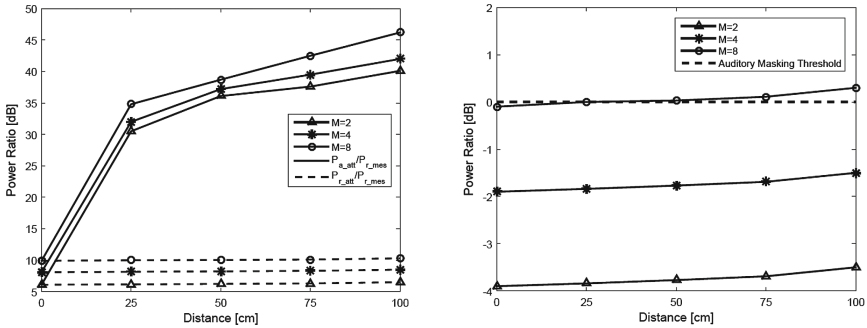 50
45
40
35
30
25
20
15
10
5
Power Ratio [dB]
0
25
50
75
100
Distance [cm]
M=2
M=4
M=8
P_a_att/P_r_mes
P_r_att/P_r_mes
2
1
0
-1
-2
-3
-4
Power Ratio [dB]
0
25
50
75
100
Distance [cm]
M=2
M=4
M=8
Auditory Masking Threshold